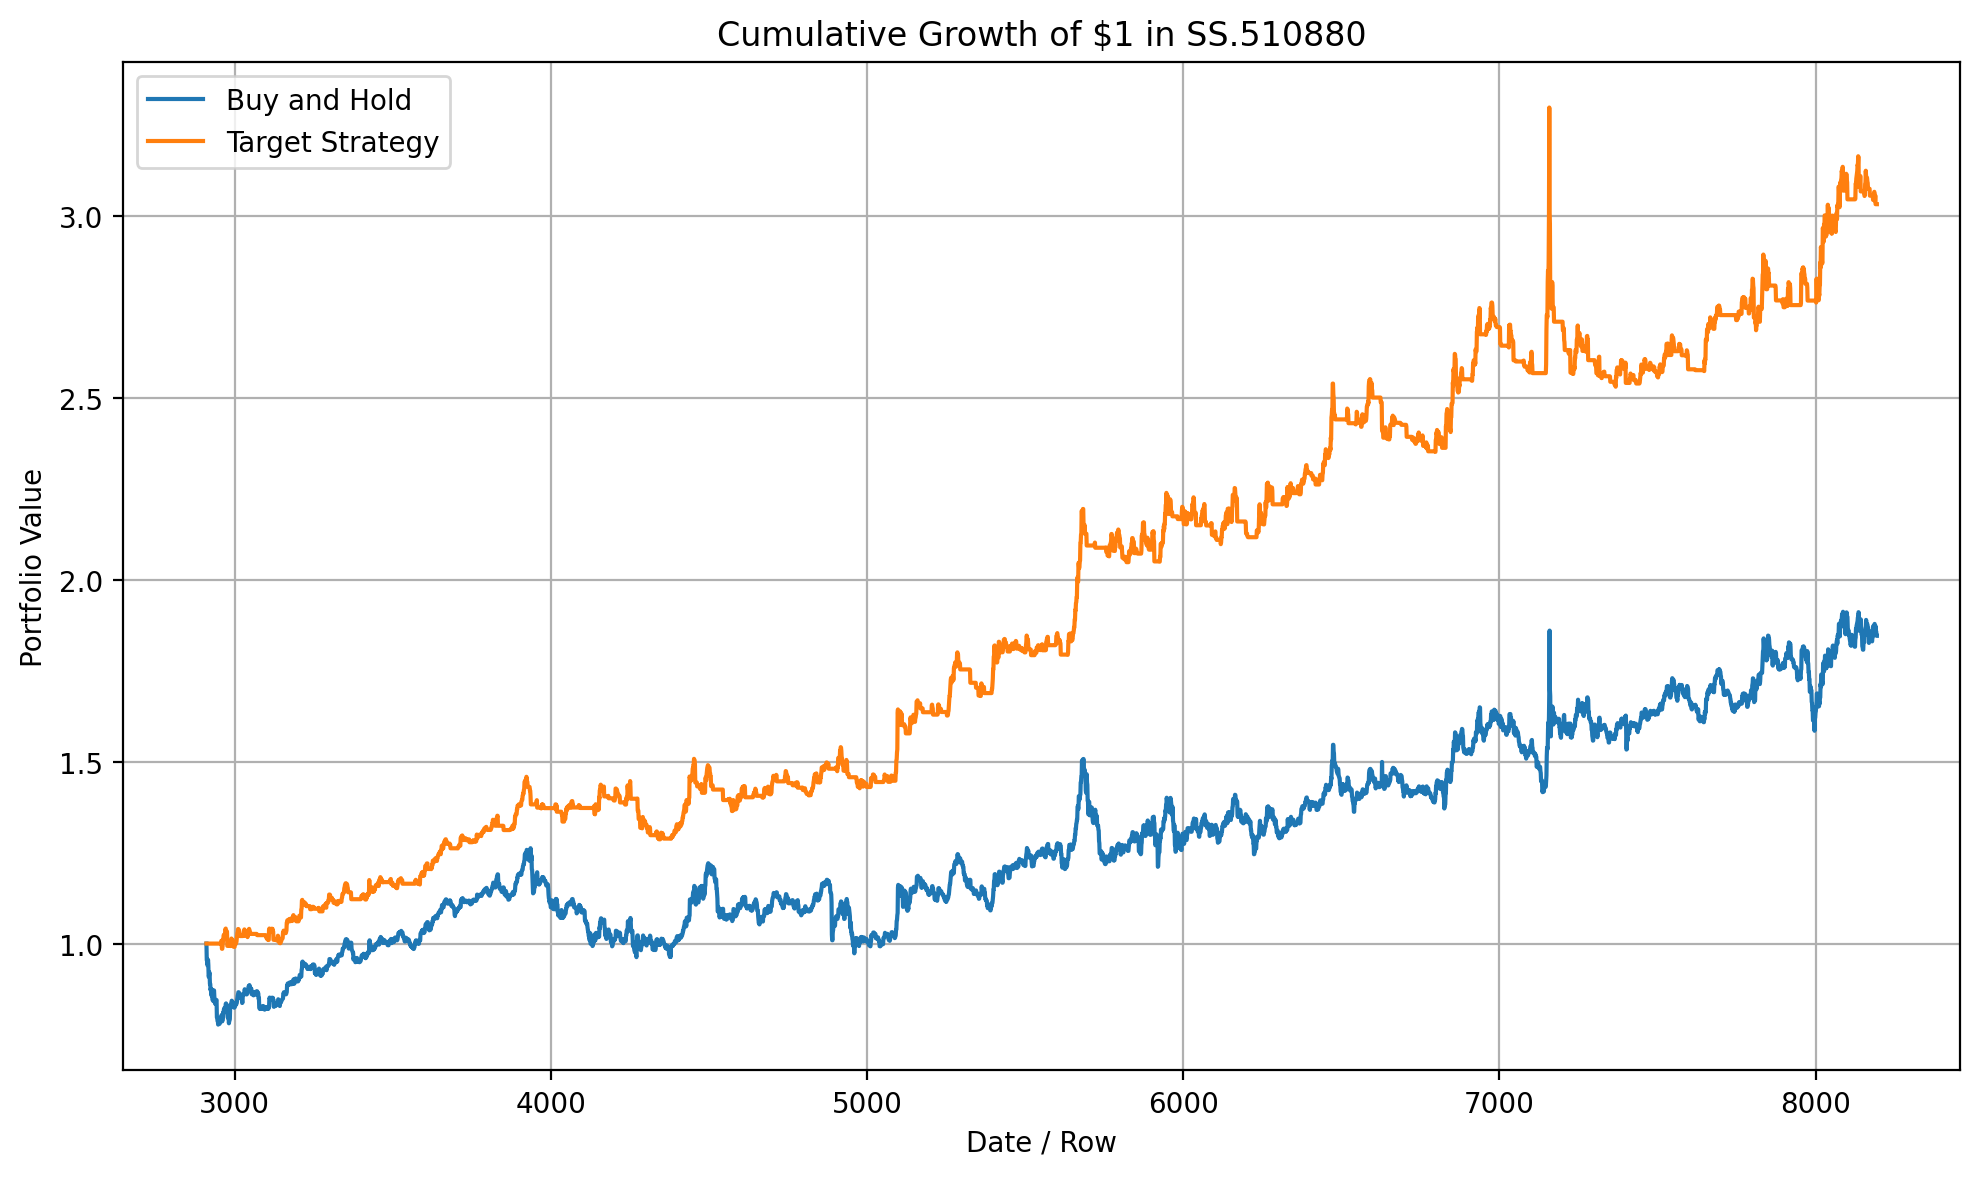 Cumulative Growth of $1 in SS.510880
Buy and Hold
Target Strategy
Portfolio Value
3.0
2.5
2.0
1.5
1.0
3000 4000 5000 6000 7000 8000
Date / Row